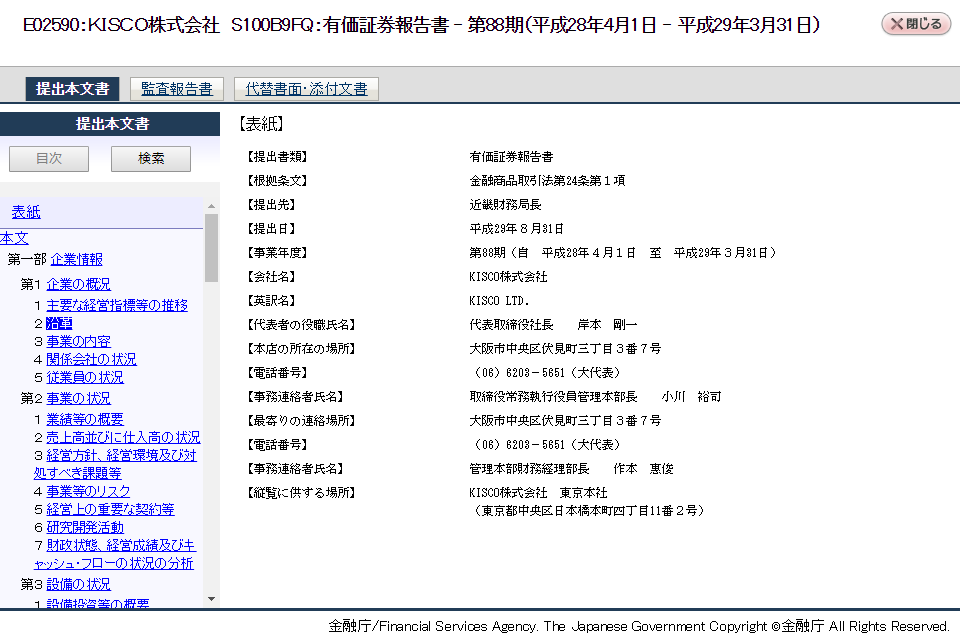 E02590:KISCO株式会社 S100B9FQ:有価証券報告書 - 第88期(平成28年4月1日 - 平成29年3月31日)
閉じる
提出本文書 監査報告書 代替書面・添付文書
提出本文書
目次 検索
表紙
本文
第一部 企業情報
第1 企業の概況
1 主要な経営指標等の推移
2 沿革
3 事業の内容
4 関係会社の状況
5 従業員の状況
第2 事業の状況
1 業績等の概要
2 売上高並びに仕入高の状況
3 経営方針、経営環境及び対
処すべき課題等
4 事業等のリスク
5 経営上の重要な契約等
6 研究開発活動
7 財政状態、経営成績及びキ
ャッシュ・フローの状況の分析
第3 設備の状況
1 設備投資等の概要
【表紙】
【提出書類】 有価証券報告書
【根拠条文】 金融商品取引法第24条第1項
【提出先】 近畿財務局長
【提出日】 平成29年8月31日
【事業年度】 第88期(自 平成28年4月1日 至 平成29年3月31日)
【会社名】 KISCO株式会社
【英訳名】 KISCO LTD.
【代表者の役職氏名】 代表取締役社長 岸本 剛一
【本店の所在の場所】 大阪市中央区伏見町三丁目3番7号
【電話番号】 (06)6203-5651(大代表)
【事務連絡者氏名】 取締役常務執行役員管理本部長 小川 裕司
【最寄りの連絡場所】 大阪市中央区伏見町三丁目3番7号
【電話番号】 (06)6203-5651(大代表)
【事務連絡者氏名】 管理本部財務経理部長 作本 惠俊
【縦覧に供する場所】 KISCO株式会社 東京本社
(東京都中央区日本橋本町四丁目11番2号)
金融庁/Financial Services Agency. The Japanese Government Copyright ©金融庁 All Rights Reserved.